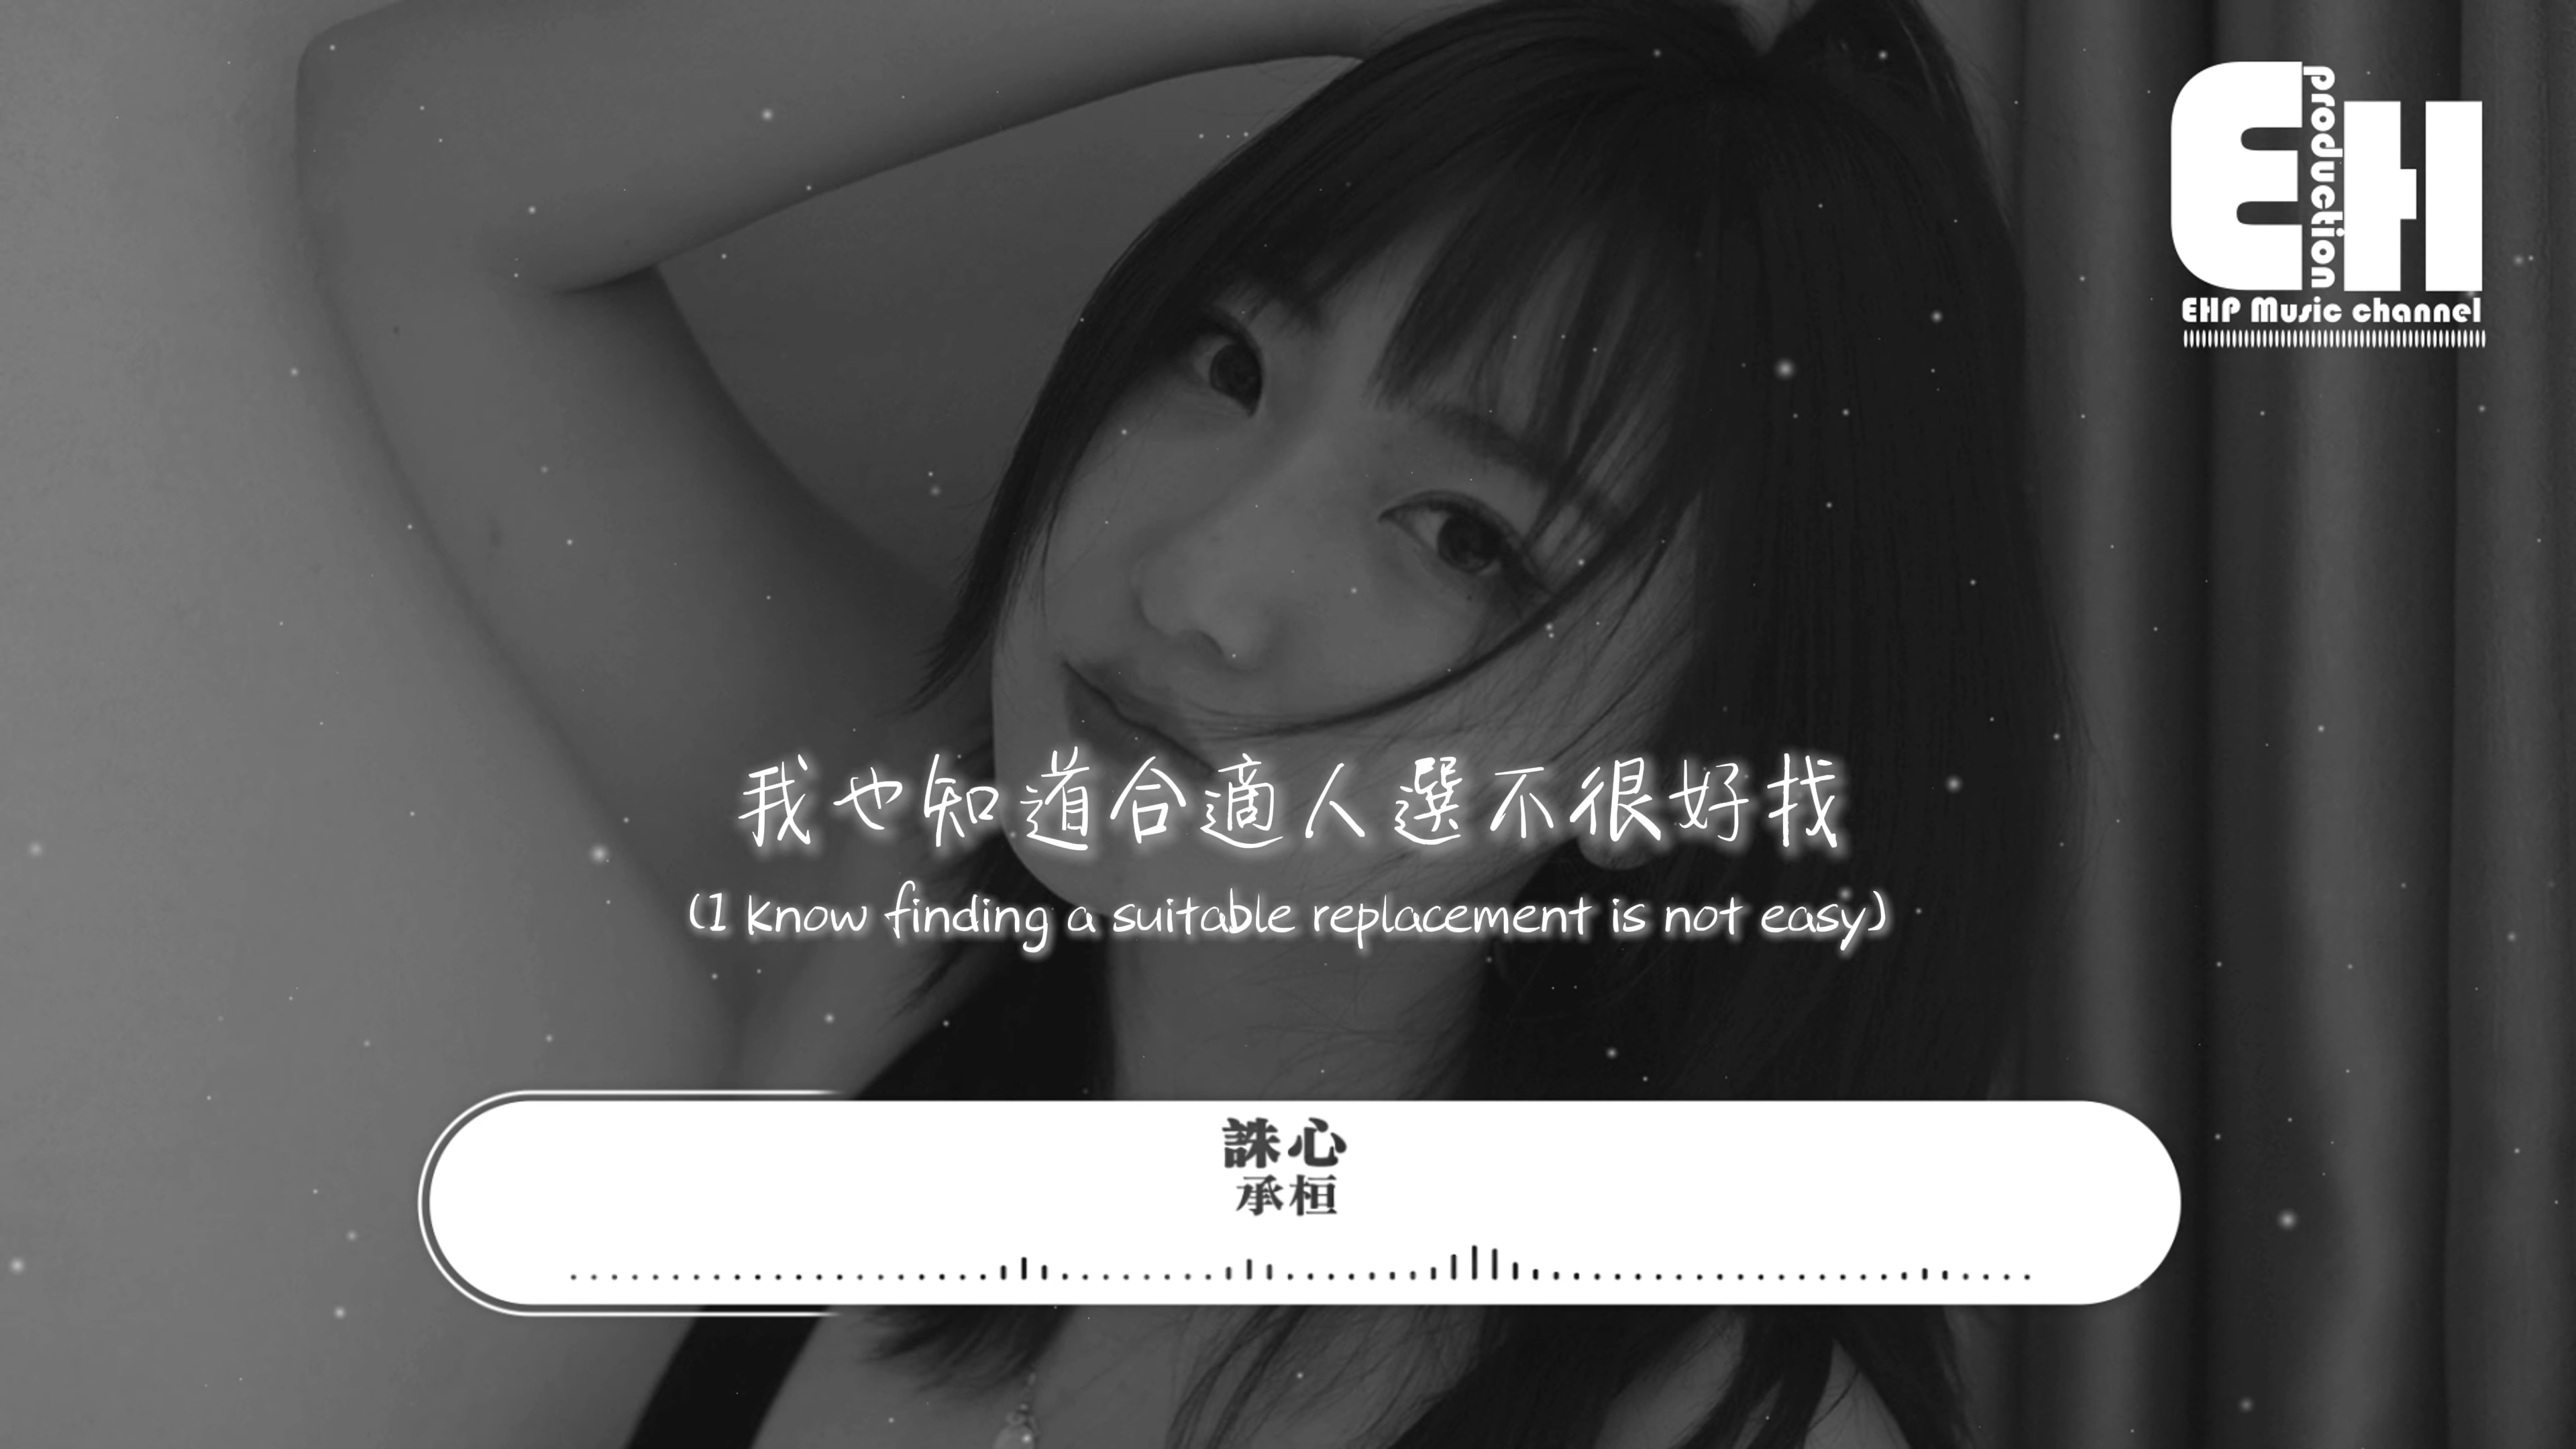 EH
production
EHP Music channel
我也知道合適人選不很好找
(I know finding a suitable replacement is not easy)
誅心
承桓